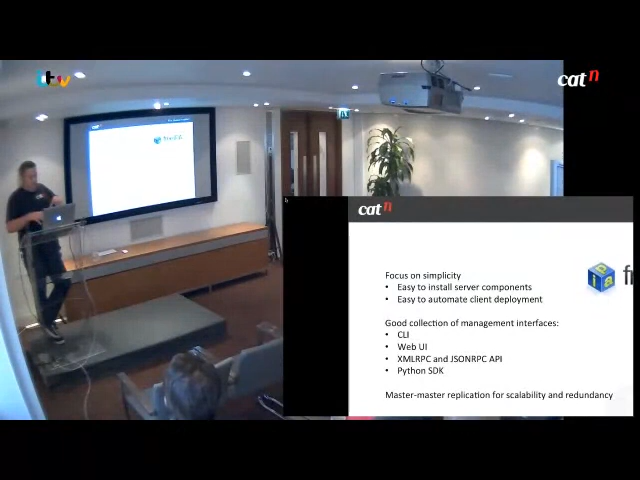 itv
cat n
cat n
Focus on simplicity
• Easy to install server components
• Easy to automate client deployment
Good collection of management interfaces:
• CLI
• Web UI
• XMLRPC and JSONRPC API
• Python SDK
Master-master replication for scalability and redundancy